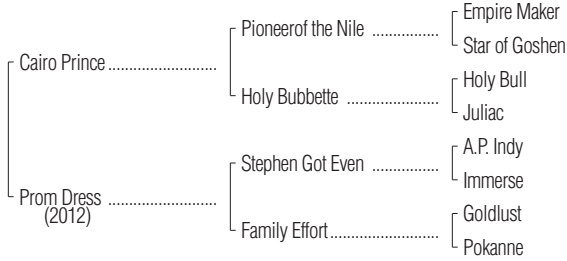 Empire Maker
Pioneerof the Nile ..................
Star of Goshen
Cairo Prince .............................
Holy Bull
Holy Bubbette .........................
Juliac
A.P. Indy
Stephen Got Even ..................
Immerse
Prom Dress .............................
(2012)
Goldlust
Family Effort .............................
Pokanne